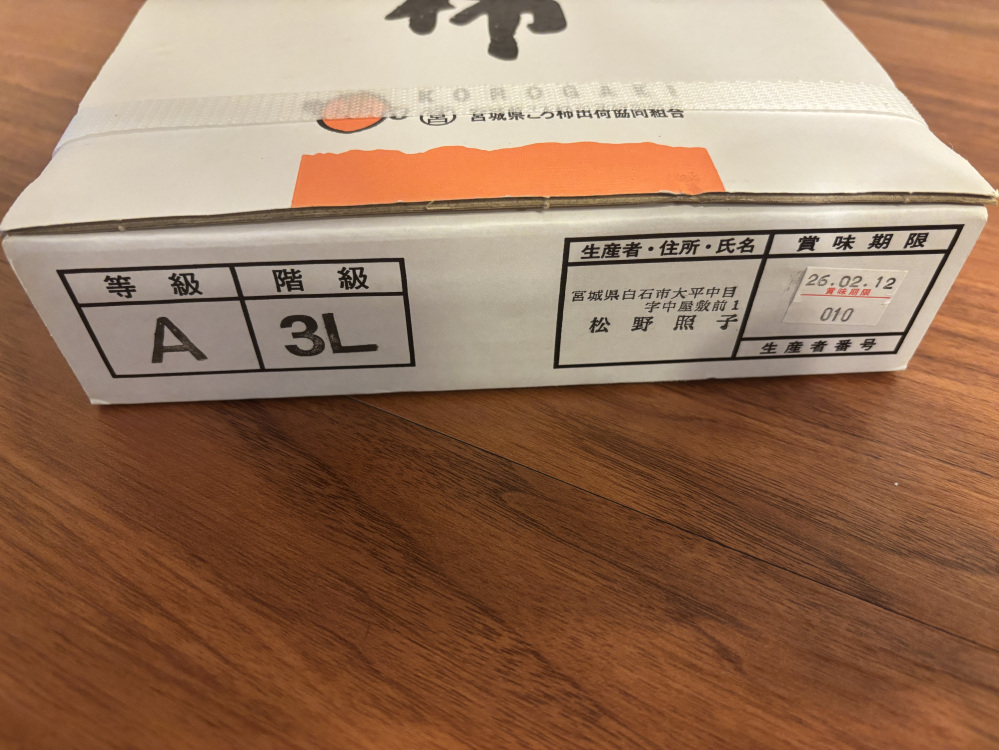 柿
KOROGAKI
宮城県ころ柿出荷協同組合
等級
階級
A
3L
生産者・住所・氏名
宮城県白石市大平中目
字中屋敷前1
松野照子
賞味期限
26.02.12
賞味期限
010
生産者番号